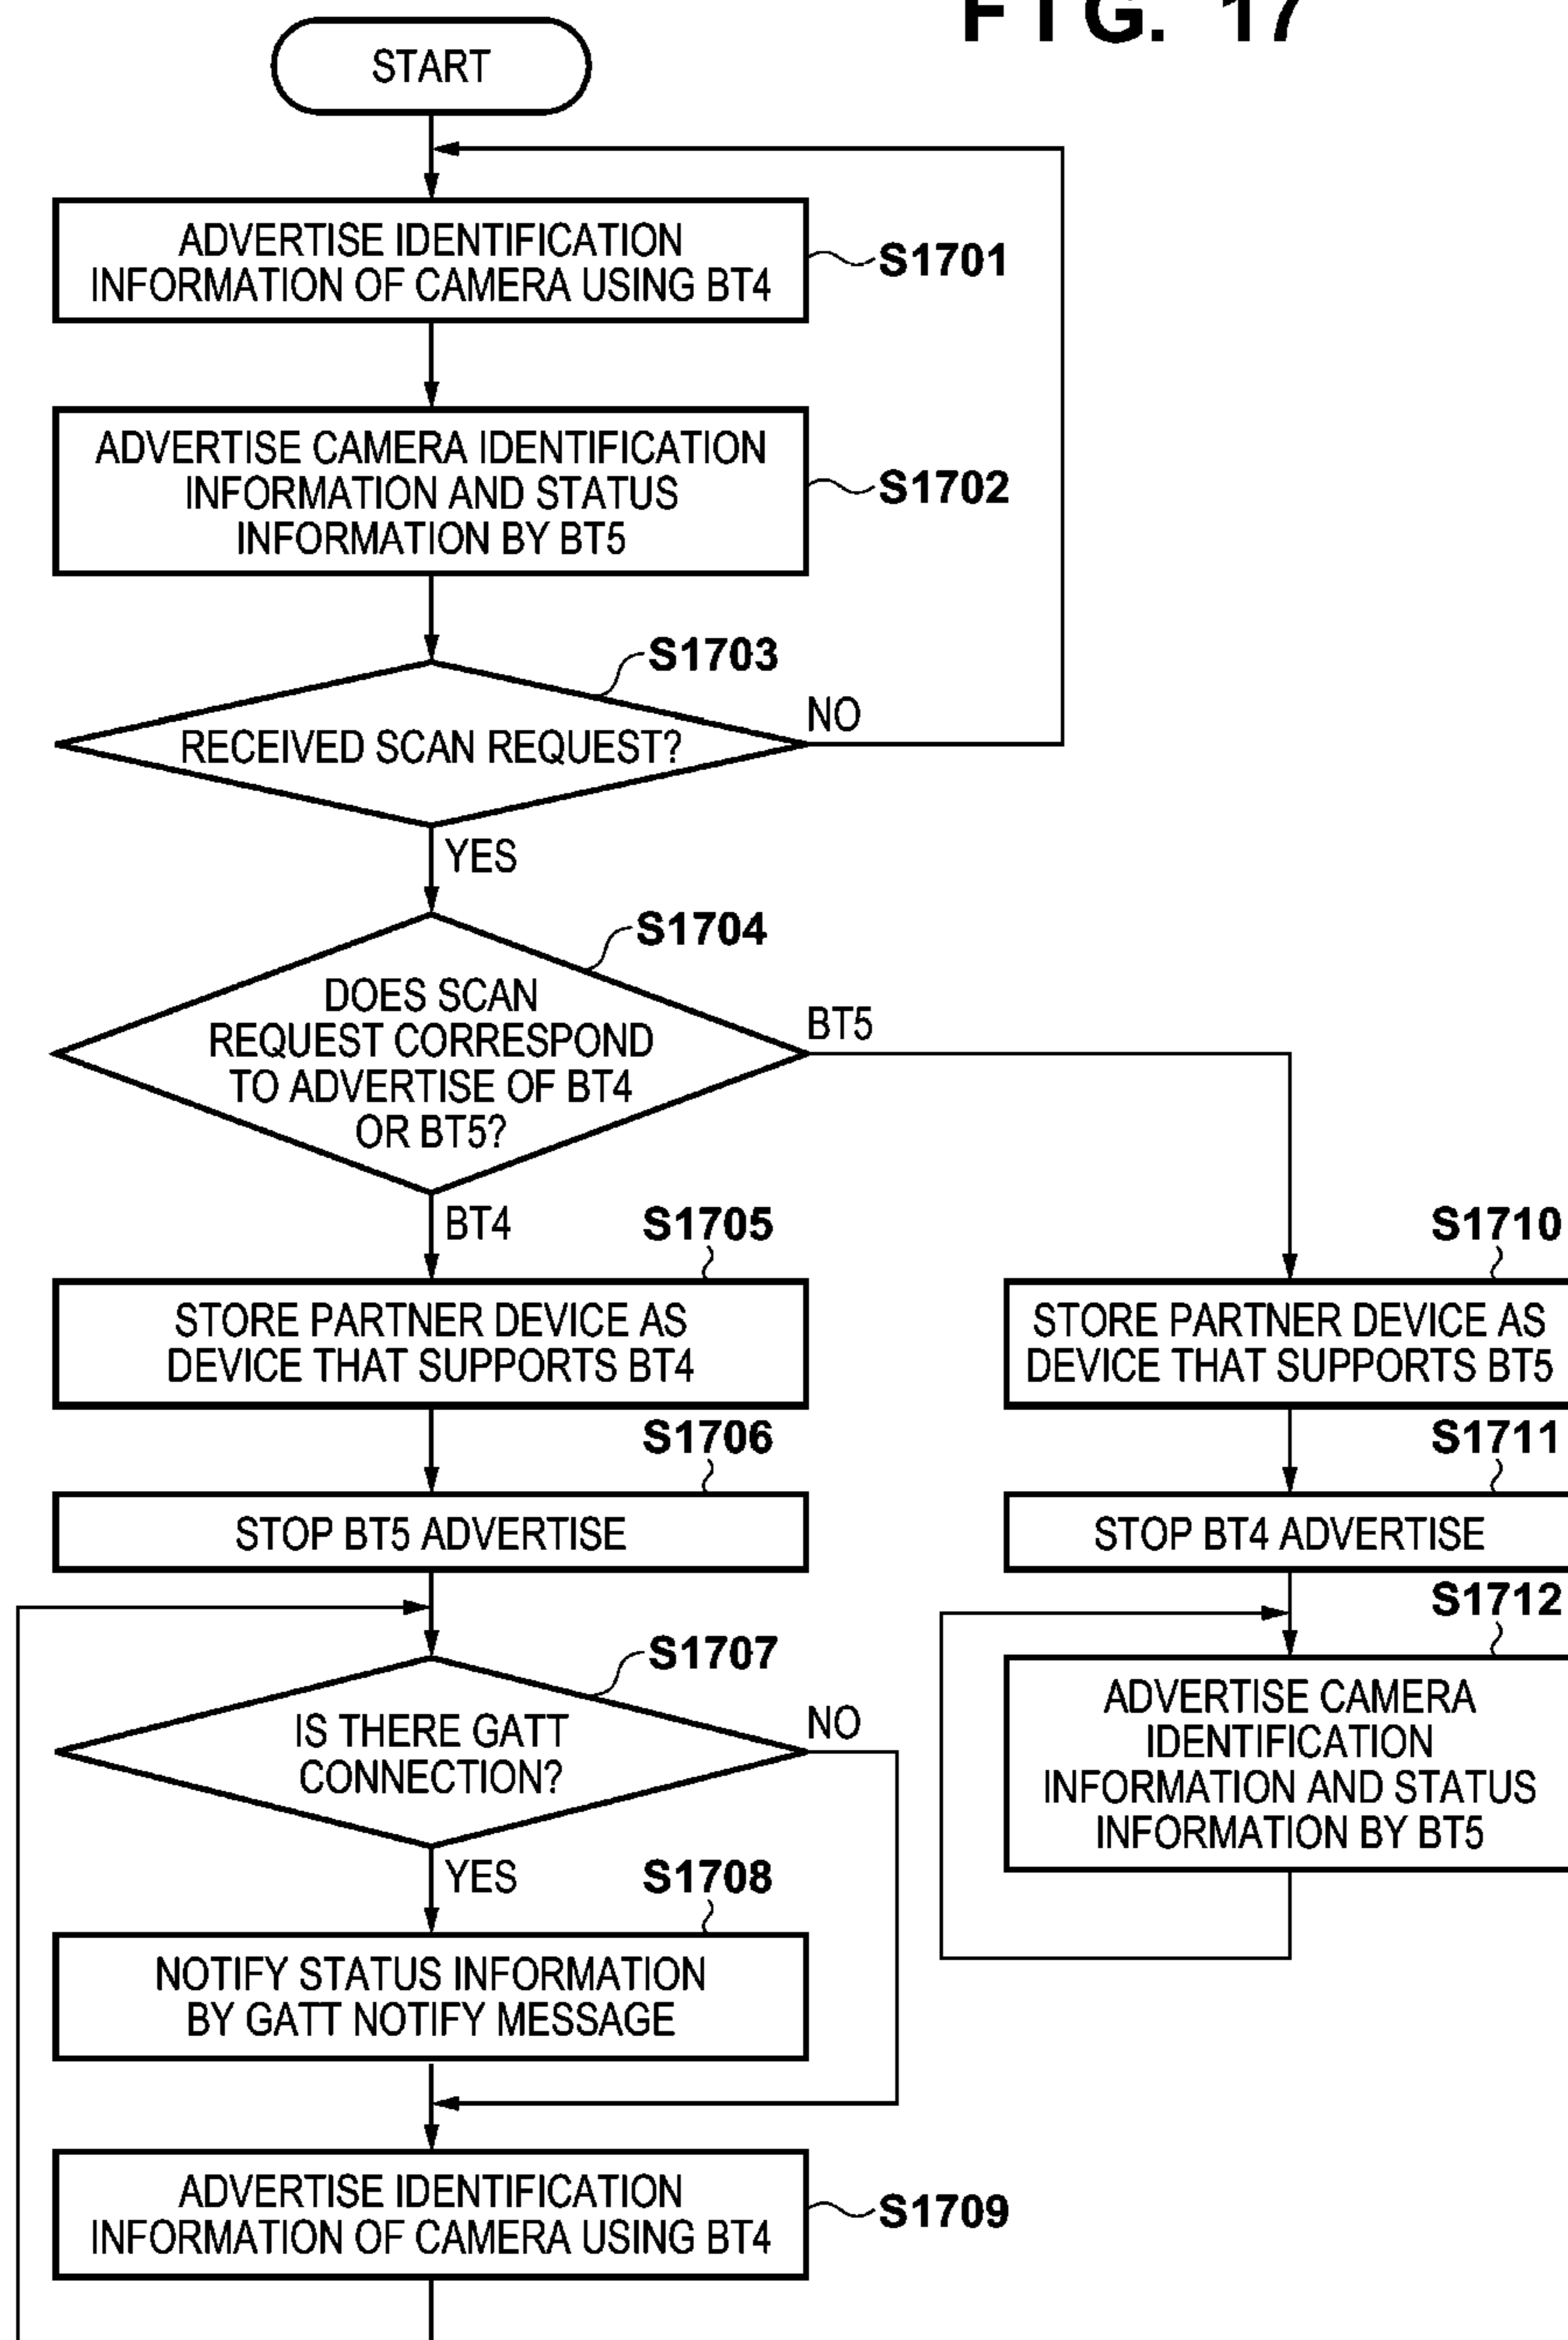 FIG. 17
START
ADVERTISE IDENTIFICATION
INFORMATION OF CAMERA USING BT4
S1701
ADVERTISE CAMERA IDENTIFICATION
INFORMATION AND STATUS
INFORMATION BY BT5
S1702
S1703
RECEIVED SCAN REQUEST?
NO
YES
S1704
DOES SCAN
REQUEST CORRESPOND
TO ADVERTISE OF BT4
OR BT5?
BT5
BT4
S1705
STORE PARTNER DEVICE AS
DEVICE THAT SUPPORTS BT4
S1706
STOP BT5 ADVERTISE
S1707
IS THERE GATT
CONNECTION?
NO
YES
S1708
NOTIFY STATUS INFORMATION
BY GATT NOTIFY MESSAGE
ADVERTISE IDENTIFICATION
INFORMATION OF CAMERA USING BT4
S1709
S1710
STORE PARTNER DEVICE AS
DEVICE THAT SUPPORTS BT5
S1711
STOP BT4 ADVERTISE
S1712
ADVERTISE CAMERA
IDENTIFICATION
INFORMATION AND STATUS
INFORMATION BY BT5